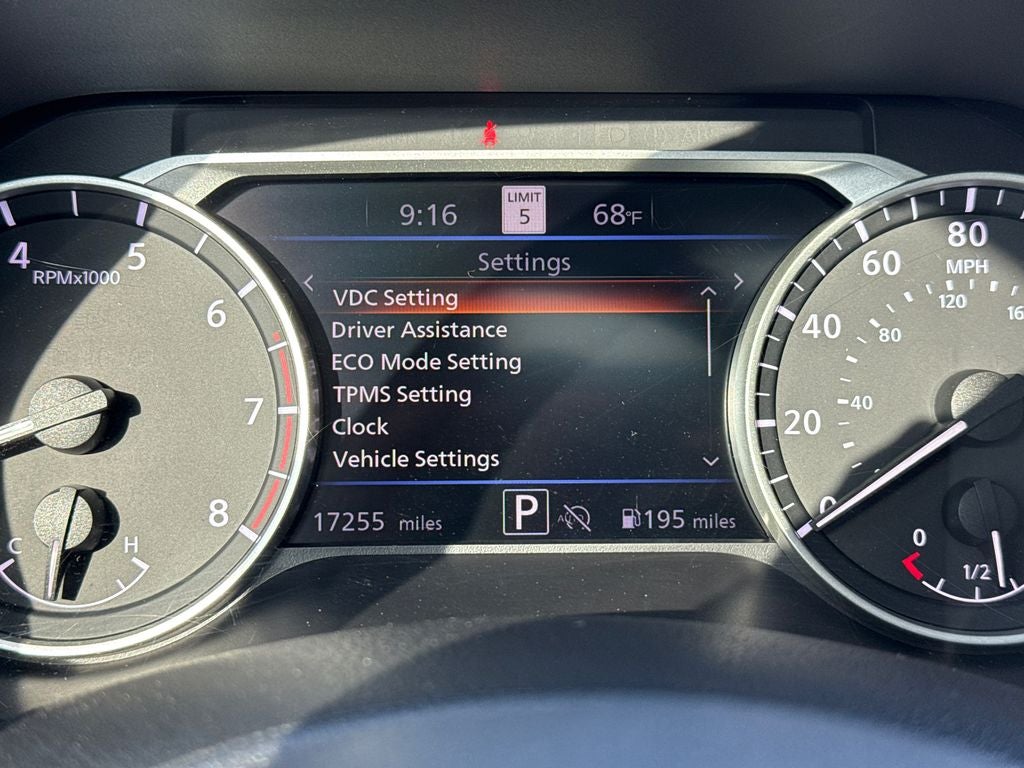 9:16
LIMIT
5
68°F
Settings
VDC Setting
Driver Assistance
ECO Mode Setting
TPMS Setting
Clock
Vehicle Settings
17255 miles
P
195 miles
4
5
RPMx1000
6
7
8
C
H
80
60
MPH
120
16
40
80
20
40
0
0
1/2